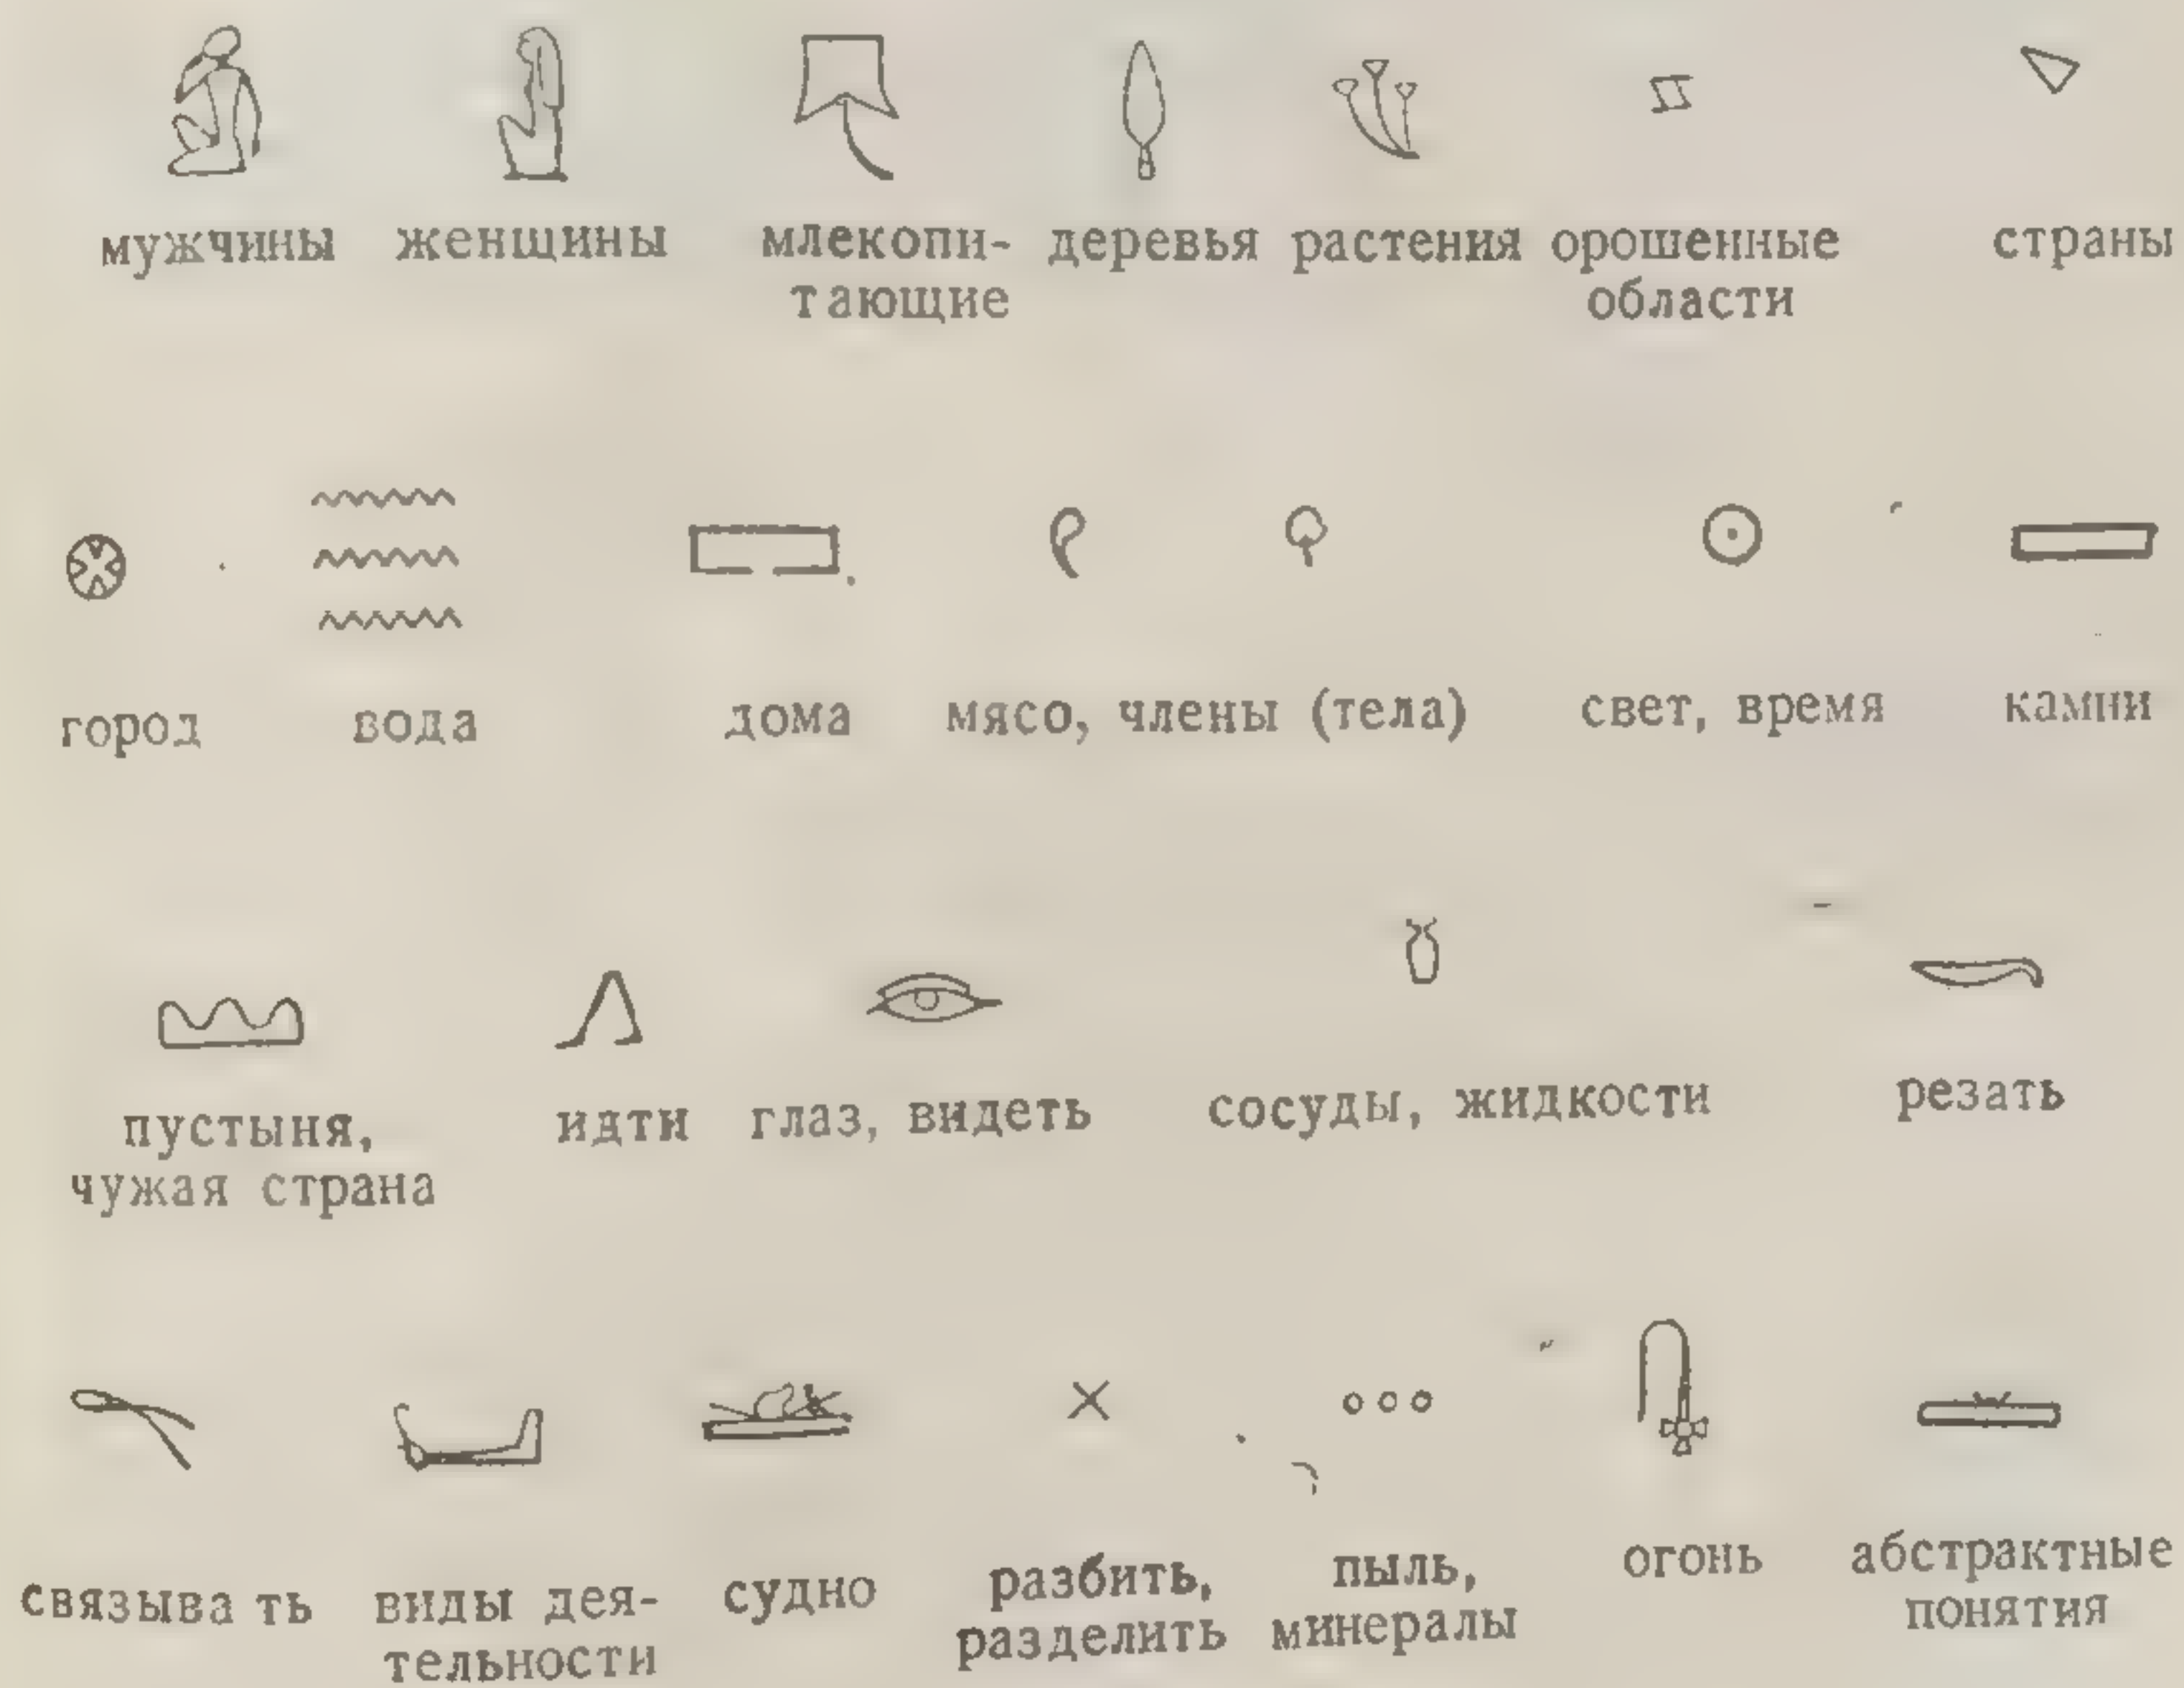 мужчины женщины млекопи- деревья растения орошенные страны
тающие области
город вода дома мясо, члены (тела) свет, время камни
пустыня, идти глаз, видеть сосуды, жидкости резать
чужая страна
связыва ть виды дея- судно разбить, пыль, огонь абстрактные
тельности разделить минералы понятия